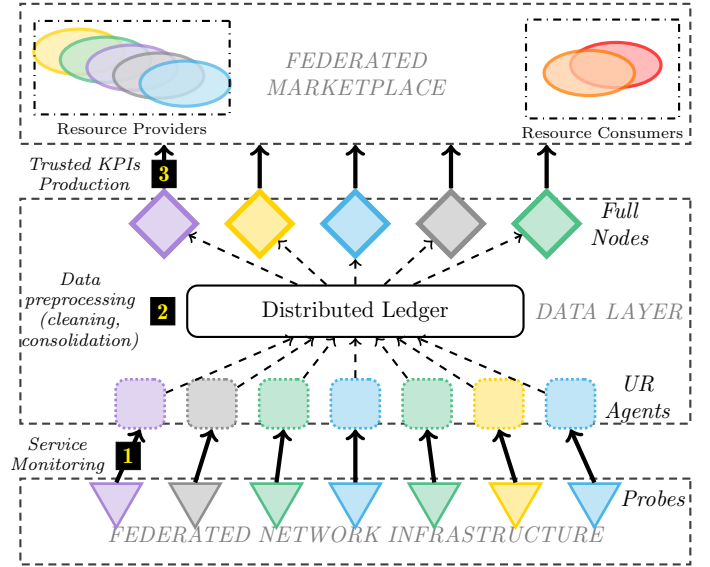 FEDERATED
MARKETPLACE
Resource Providers
Resource Consumers
Trusted KPIs
Production
3
Full
Nodes
Data
preprocessing
(cleaning,
consolidation)
2
Distributed Ledger
DATA LAYER
UR
Agents
Service
Monitoring
1
Probes
FEDERATED NETWORK INFRASTRUCTURE